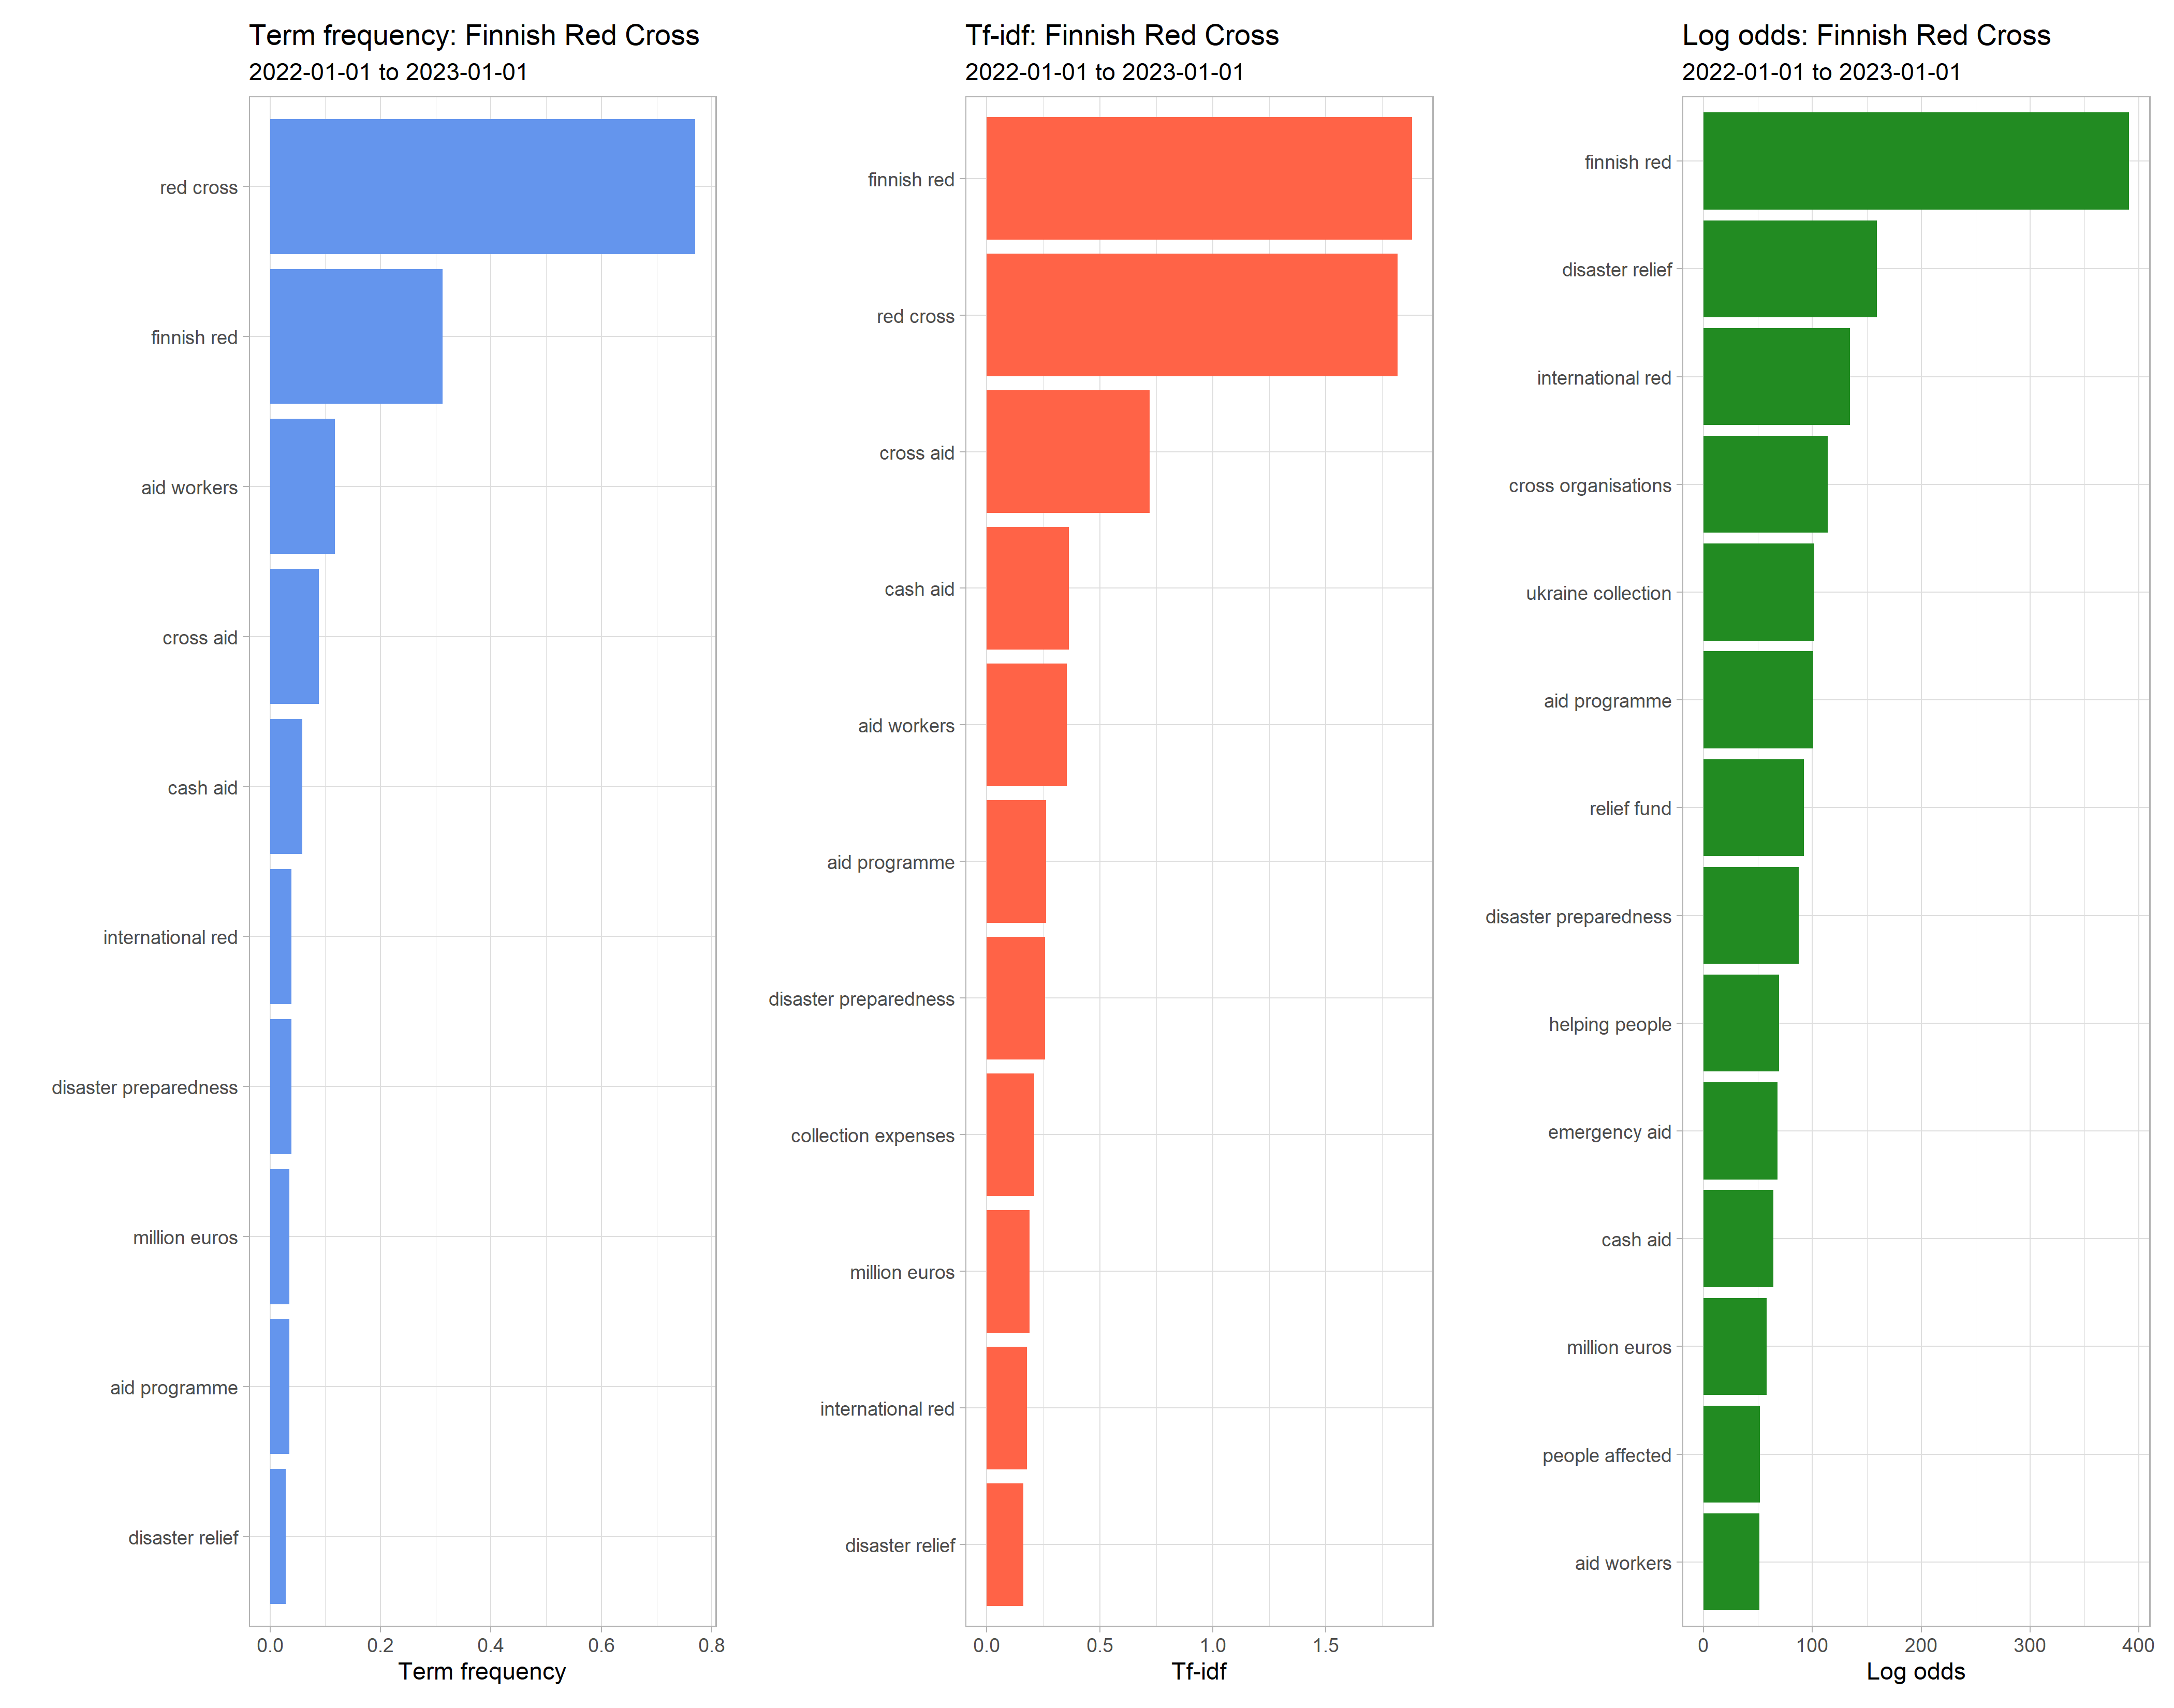 Term frequency: Finnish Red Cross
2022-01-01 to 2023-01-01
red cross
finnish red
aid workers
cross aid
cash aid
international red
disaster preparedness
million euros
aid programme
disaster relief
0.0 0.2 0.4 0.6 0.8
Term frequency
Tf-idf: Finnish Red Cross
2022-01-01 to 2023-01-01
finnish red
red cross
cross aid
cash aid
aid workers
aid programme
disaster preparedness
collection expenses
million euros
international red
disaster relief
0.0 0.5 1.0 1.5
Tf-idf
Log odds: Finnish Red Cross
2022-01-01 to 2023-01-01
finnish red
disaster relief
international red
cross organisations
ukraine collection
aid programme
relief fund
disaster preparedness
helping people
emergency aid
cash aid
million euros
people affected
aid workers
0 100 200 300 400
Log odds